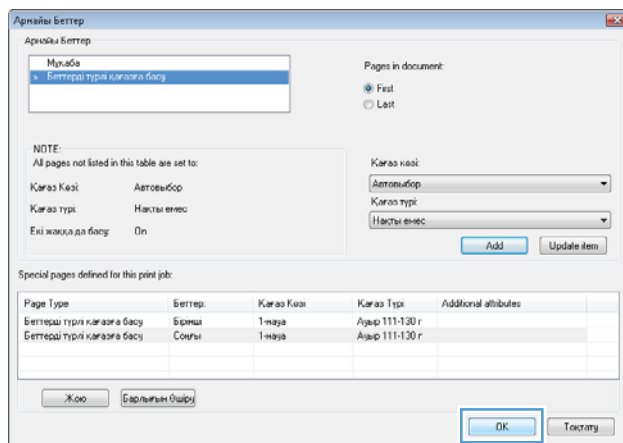 Арнайы Беттер
Арнайы Беттер
Мұқаба
> Беттерді түрлі қағазға басу
Pages in document:
First
Last
NOTE:
All pages not listed in this table are set to:
Қағаз Көзі: Автовыбор
Қағаз түрі: Нақты емес
Екі жаққа да басу: On
Қағаз көзі:
Автовыбор
Қағаз түрі:
Нақты емес
Add Update item
Special pages defined for this print job:
Page Type Беттер: Қағаз Көзі Қағаз Түрі Additional attributes
Беттерді түрлі қағазға басу Бірінші 1-науа Ауыр 111-130 г
Беттерді түрлі қағазға басу Соңғы 1-науа Ауыр 111-130 г
Жою Барлығын Өшіру
OK Тоқтату